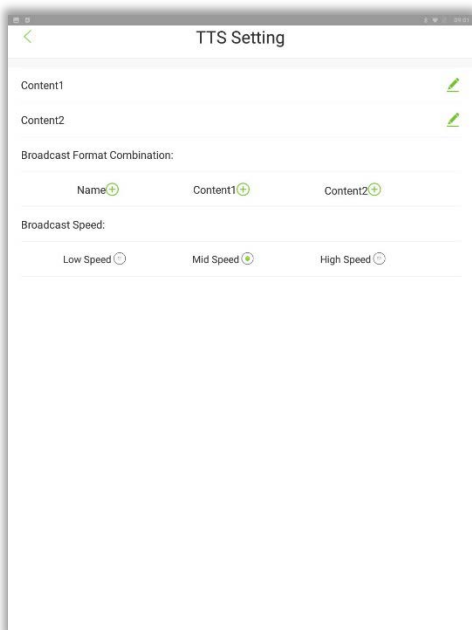 TTS Setting
Content1
Content2
Broadcast Format Combination:
Name Content1 Content2
Broadcast Speed:
Low Speed Mid Speed High Speed